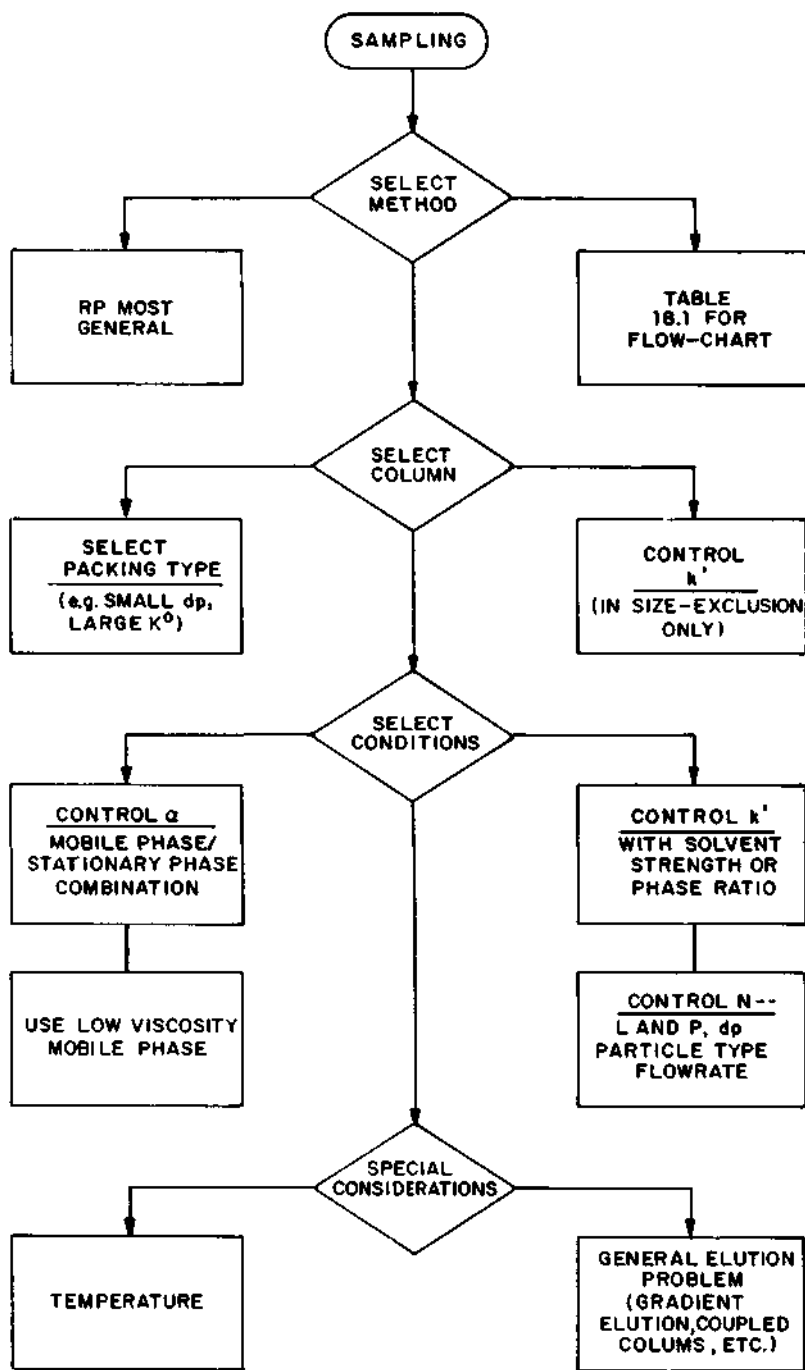 SAMPLING
SELECT
METHOD
RP MOST
GENERAL
TABLE
18.1 FOR
FLOW-CHART
SELECT
COLUMN
SELECT
PACKING TYPE
(e.g. SMALL dp,
LARGE K°)
CONTROL
k'
(IN SIZE-EXCLUSION
ONLY)
SELECT
CONDITIONS
CONTROL α
MOBILE PHASE/
STATIONARY PHASE
COMBINATION
CONTROL k'
WITH SOLVENT
STRENGTH OR
PHASE RATIO
USE LOW VISCOSITY
MOBILE PHASE
CONTROL N--
L AND P, dp
PARTICLE TYPE
FLOWRATE
SPECIAL
CONSIDERATIONS
TEMPERATURE
GENERAL ELUTION
PROBLEM
(GRADIENT
ELUTION,COUPLED
COLUMS, ETC.)